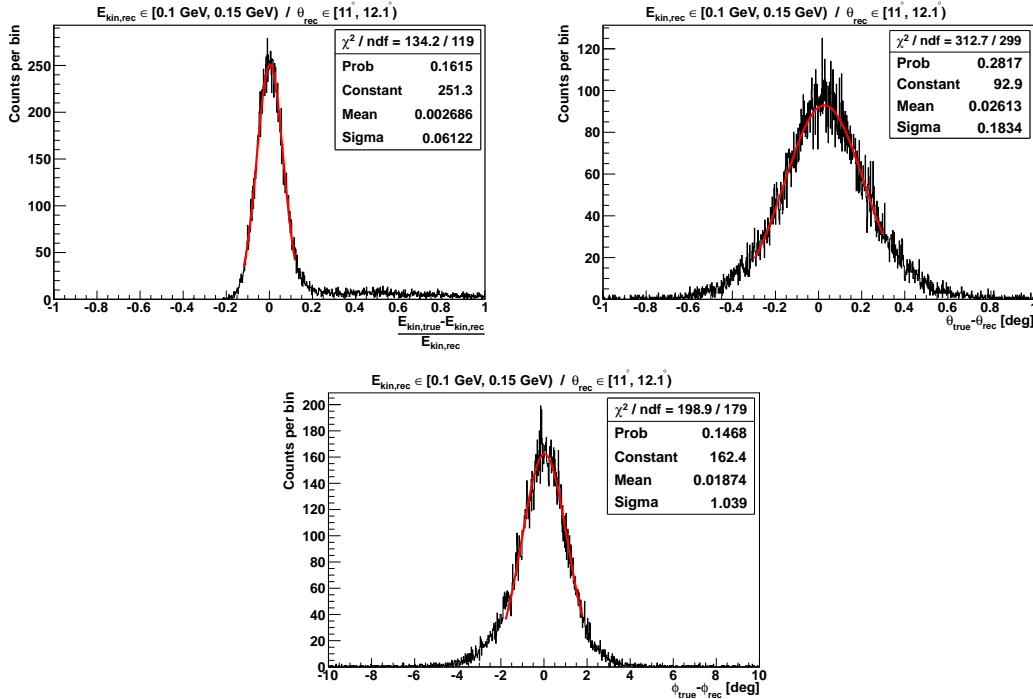 E_kin,rec ∈ [0.1 GeV, 0.15 GeV) / θ_rec ∈ [11°, 12.1°)
Counts per bin
χ² / ndf = 134.2 / 119
Prob 0.1615
Constant 251.3
Mean 0.002686
Sigma 0.06122
250
200
150
100
50
0
-1 -0.8 -0.6 -0.4 -0.2 0 0.2 0.4 0.6 0.8 1
E_kin,true-E_kin,rec
E_kin,rec
E_kin,rec ∈ [0.1 GeV, 0.15 GeV) / θ_rec ∈ [11°, 12.1°)
Counts per bin
χ² / ndf = 312.7 / 299
Prob 0.2817
Constant 92.9
Mean 0.02613
Sigma 0.1834
120
100
80
60
40
20
0
-1 -0.8 -0.6 -0.4 -0.2 0 0.2 0.4 0.6 0.8 1
θ_true-θ_rec [deg]
E_kin,rec ∈ [0.1 GeV, 0.15 GeV) / θ_rec ∈ [11°, 12.1°)
Counts per bin
χ² / ndf = 198.9 / 179
Prob 0.1468
Constant 162.4
Mean 0.01874
Sigma 1.039
200
180
160
140
120
100
80
60
40
20
0
-10 -8 -6 -4 -2 0 2 4 6 8 10
ϕ_true-ϕ_rec [deg]